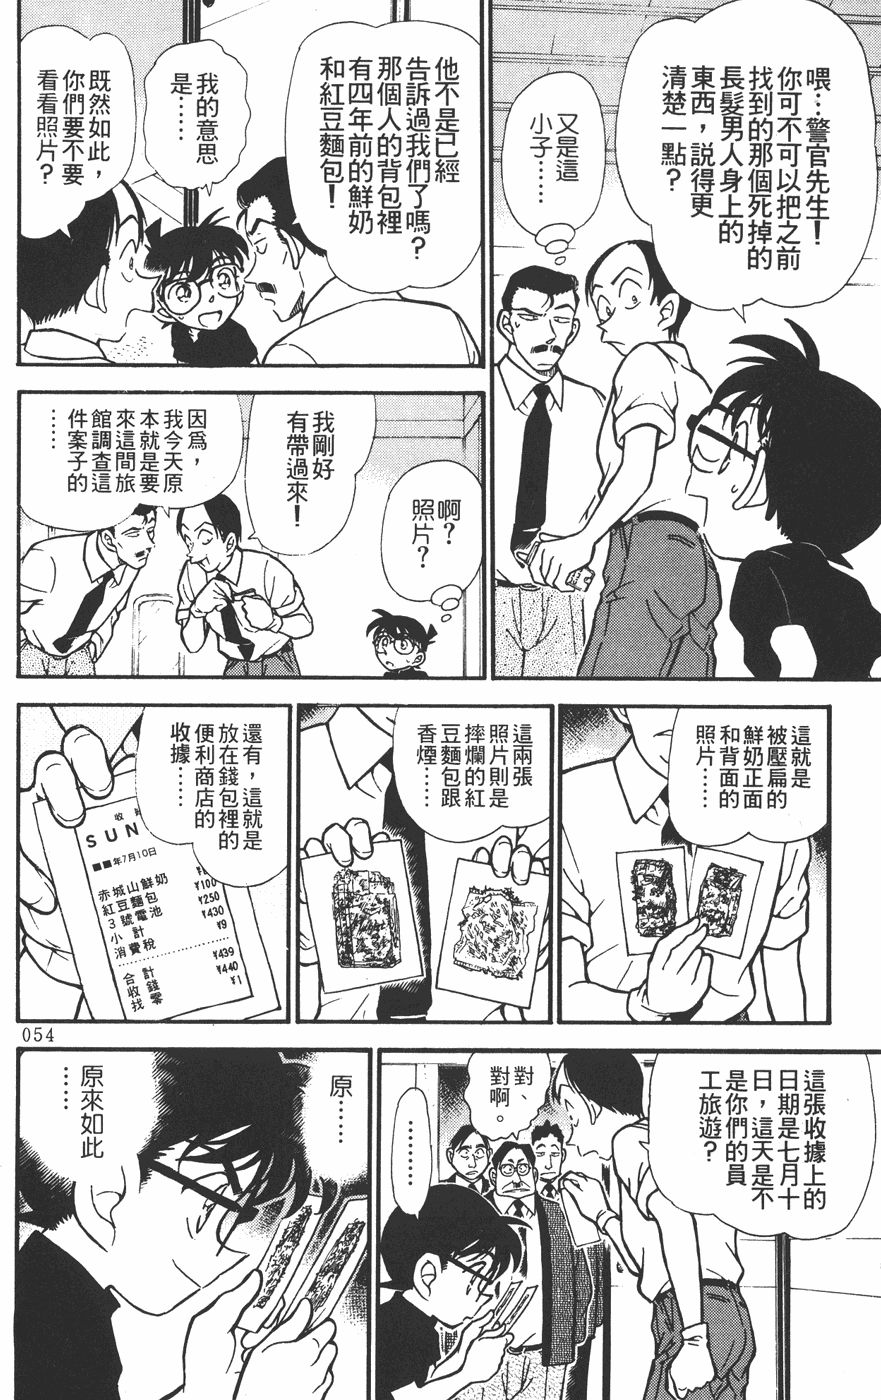 喂…警官先生！
你可不可以把之前
找到的那個死掉的
長髮男人身上的
東西，説得更
清楚一點？
又是這
小子……
他不是已經
告訴過我們了嗎？
那個人的背包裡
有四年前的鮮奶
和紅豆麵包！
我的意思
是……
既然如此，
你們要不要
看看照片？
啊？
照片？
我剛好
有帶過來！
因爲，
我今天原
本就是要
來這間旅
館調查這
件案子的
……
這就是
被壓扁的
鮮奶正面
和背面的
照片……
這兩張
照片則是
摔爛的紅
豆麵包跟
香煙…
還有，這就是
放在錢包裡的
便利商店的
收據……
SUN
■■年7月10日
赤城山鮮奶
紅豆麵包 ¥100
3號電池 ¥250
小計 ¥430
消費稅 ¥9
合計 ¥439
收錢 ¥440
找零 ¥1
054
這張收據上的
日期是七月十
日，這天是不
是你們的員
工旅遊？
對、
對啊。
………
原……
原來如此
……